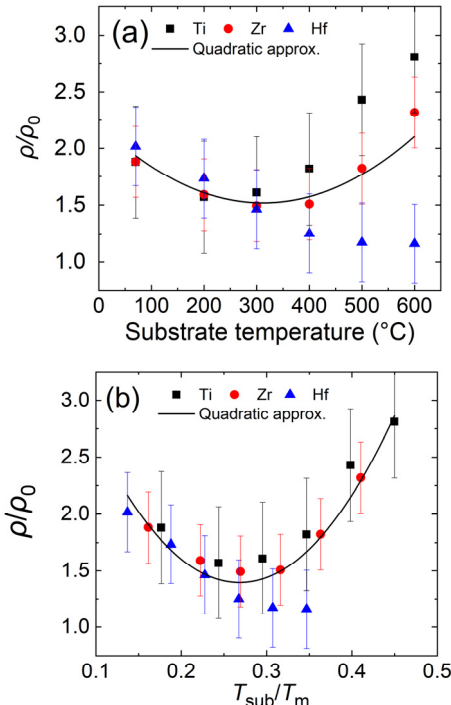 (a)
Ti Zr Hf
Quadratic approx.
3.0
2.5
2.0
1.5
1.0
ρ/ρ0
0 100 200 300 400 500 600
Substrate temperature (°C)
(b)
Ti Zr Hf
Quadratic approx.
3.0
2.5
2.0
1.5
1.0
ρ/ρ0
0.1 0.2 0.3 0.4 0.5
Tsub/Tm